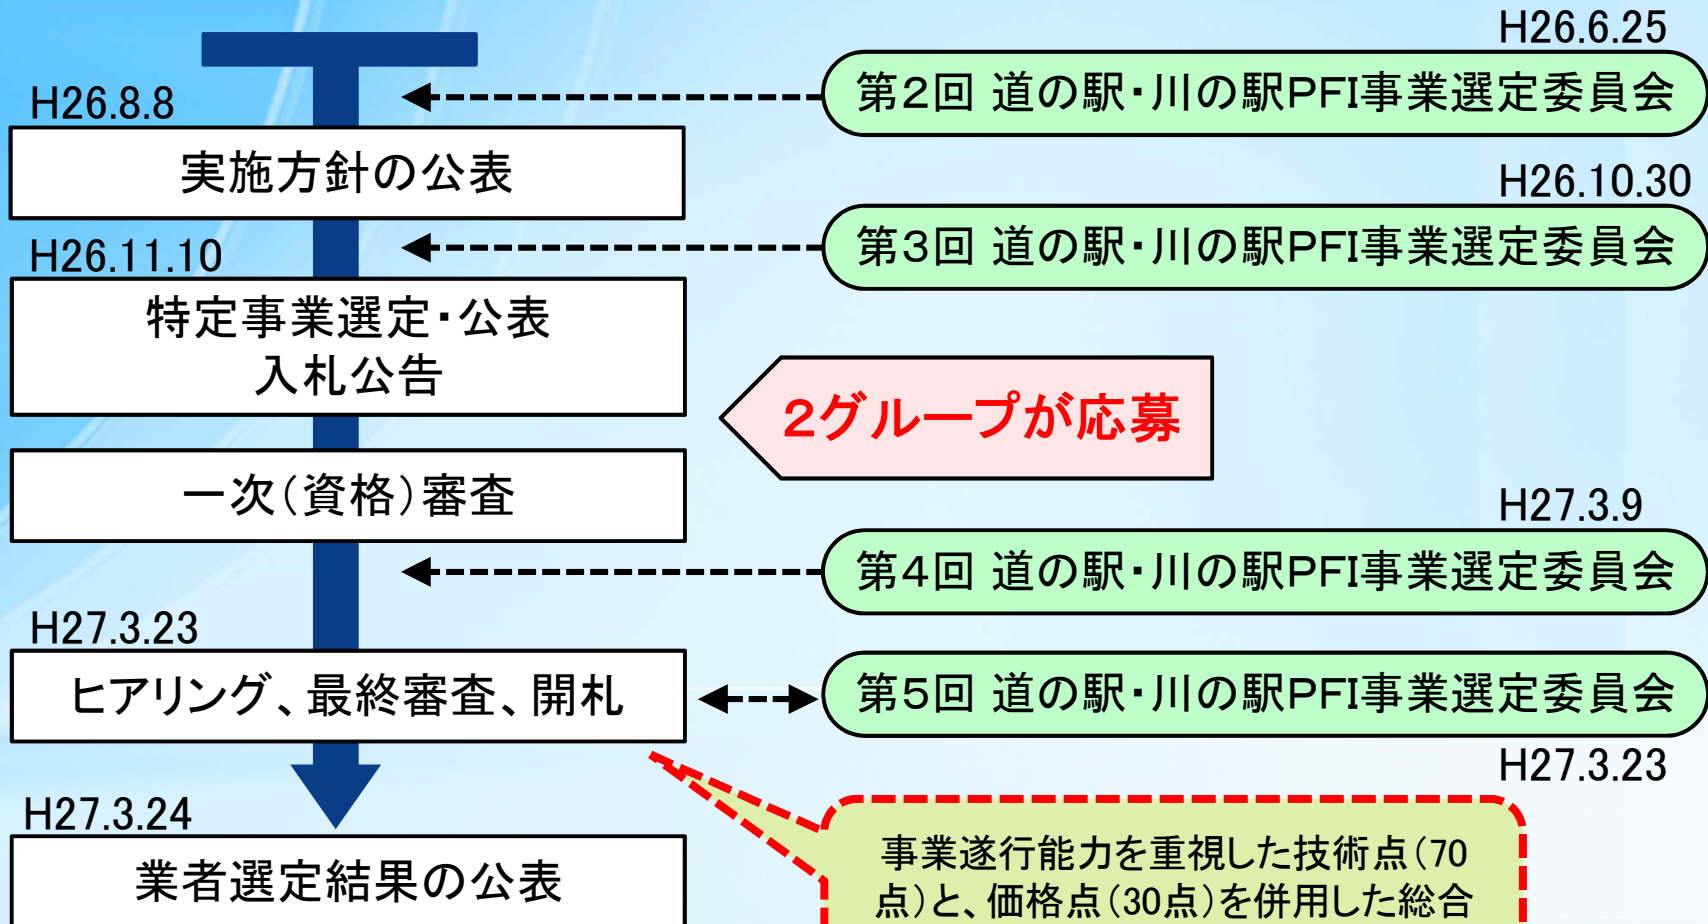 H26.6.25
第2回 道の駅・川の駅PFI事業選定委員会
H26.8.8
実施方針の公表
H26.10.30
第3回 道の駅・川の駅PFI事業選定委員会
H26.11.10
特定事業選定・公表
入札公告
2グループが応募
一次(資格)審査
H27.3.9
第4回 道の駅・川の駅PFI事業選定委員会
H27.3.23
ヒアリング、最終審査、開札
第5回 道の駅・川の駅PFI事業選定委員会
H27.3.23
H27.3.24
業者選定結果の公表
事業遂行能力を重視した技術点(70
点)と、価格点(30点)を併用した総合